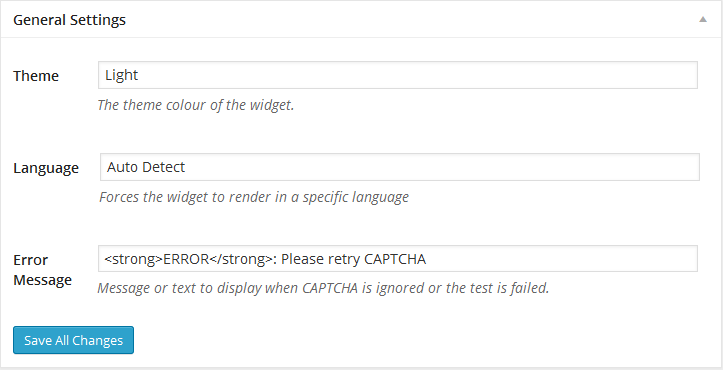 General Settings
Theme
Light
The theme colour of the widget.
Language
Auto Detect
Forces the widget to render in a specific language
Error
Message
<strong>ERROR</strong>: Please retry CAPTCHA
Message or text to display when CAPTCHA is ignored or the test is failed.
Save All Changes